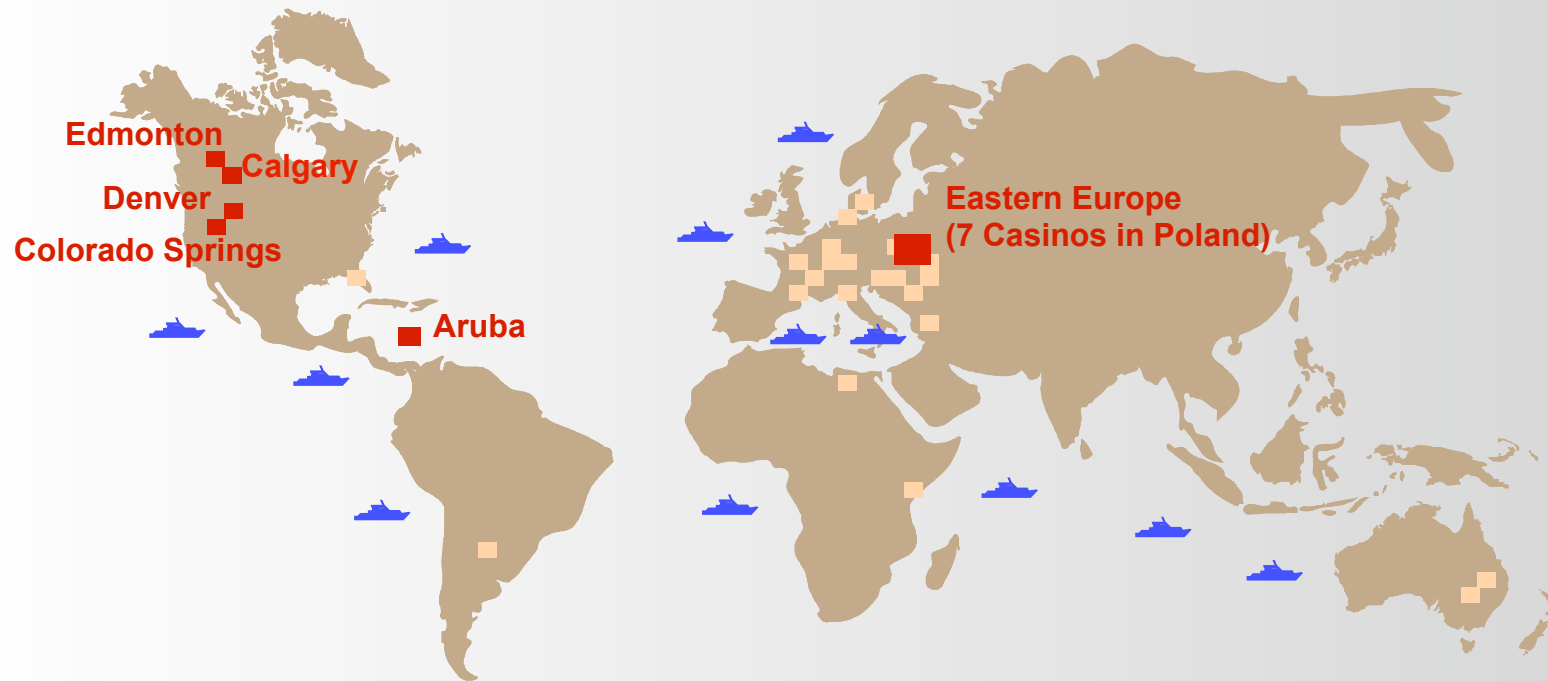 Edmonton
Calgary
Denver
Colorado Springs
Aruba
Eastern Europe
(7 Casinos in Poland)